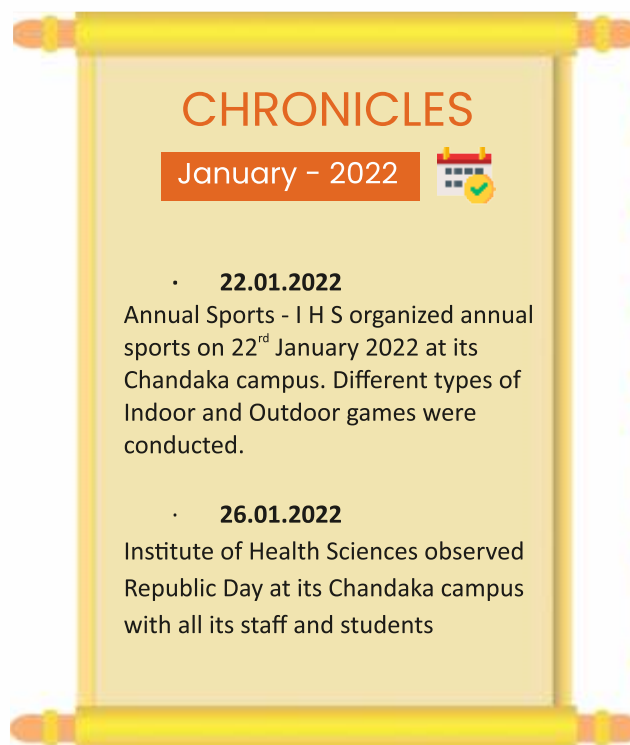 CHRONICLES
January - 2022
· 22.01.2022
Annual Sports - I H S organized annual
sports on 22rd January 2022 at its
Chandaka campus. Different types of
Indoor and Outdoor games were
conducted.
· 26.01.2022
Institute of Health Sciences observed
Republic Day at its Chandaka campus
with all its staff and students